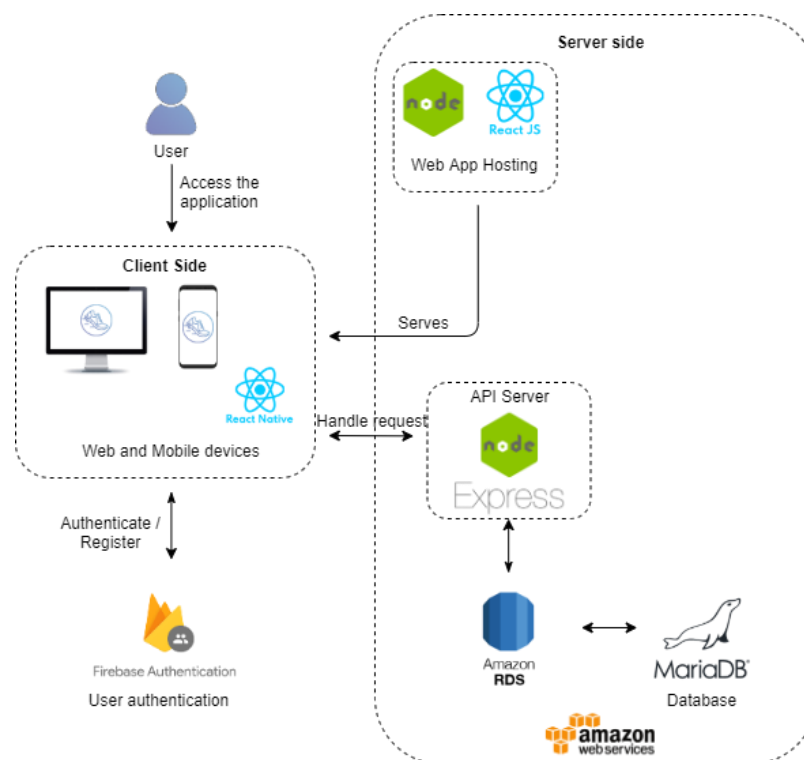 Server side
node
React JS
Web App Hosting
User
Access the
application
Client Side
React Native
Web and Mobile devices
Serves
Handle request
API Server
node
Express
Authenticate /
Register
Firebase Authentication
User authentication
Amazon
RDS
MariaDB®
Database
amazon
web services